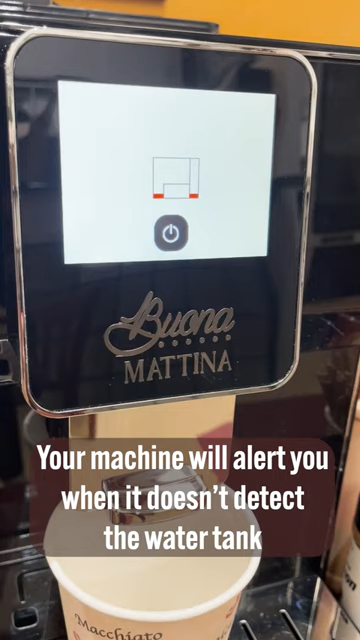 Buona
MATTINA
Your machine will alert you
when it doesn't detect
the water tank
Macchiato